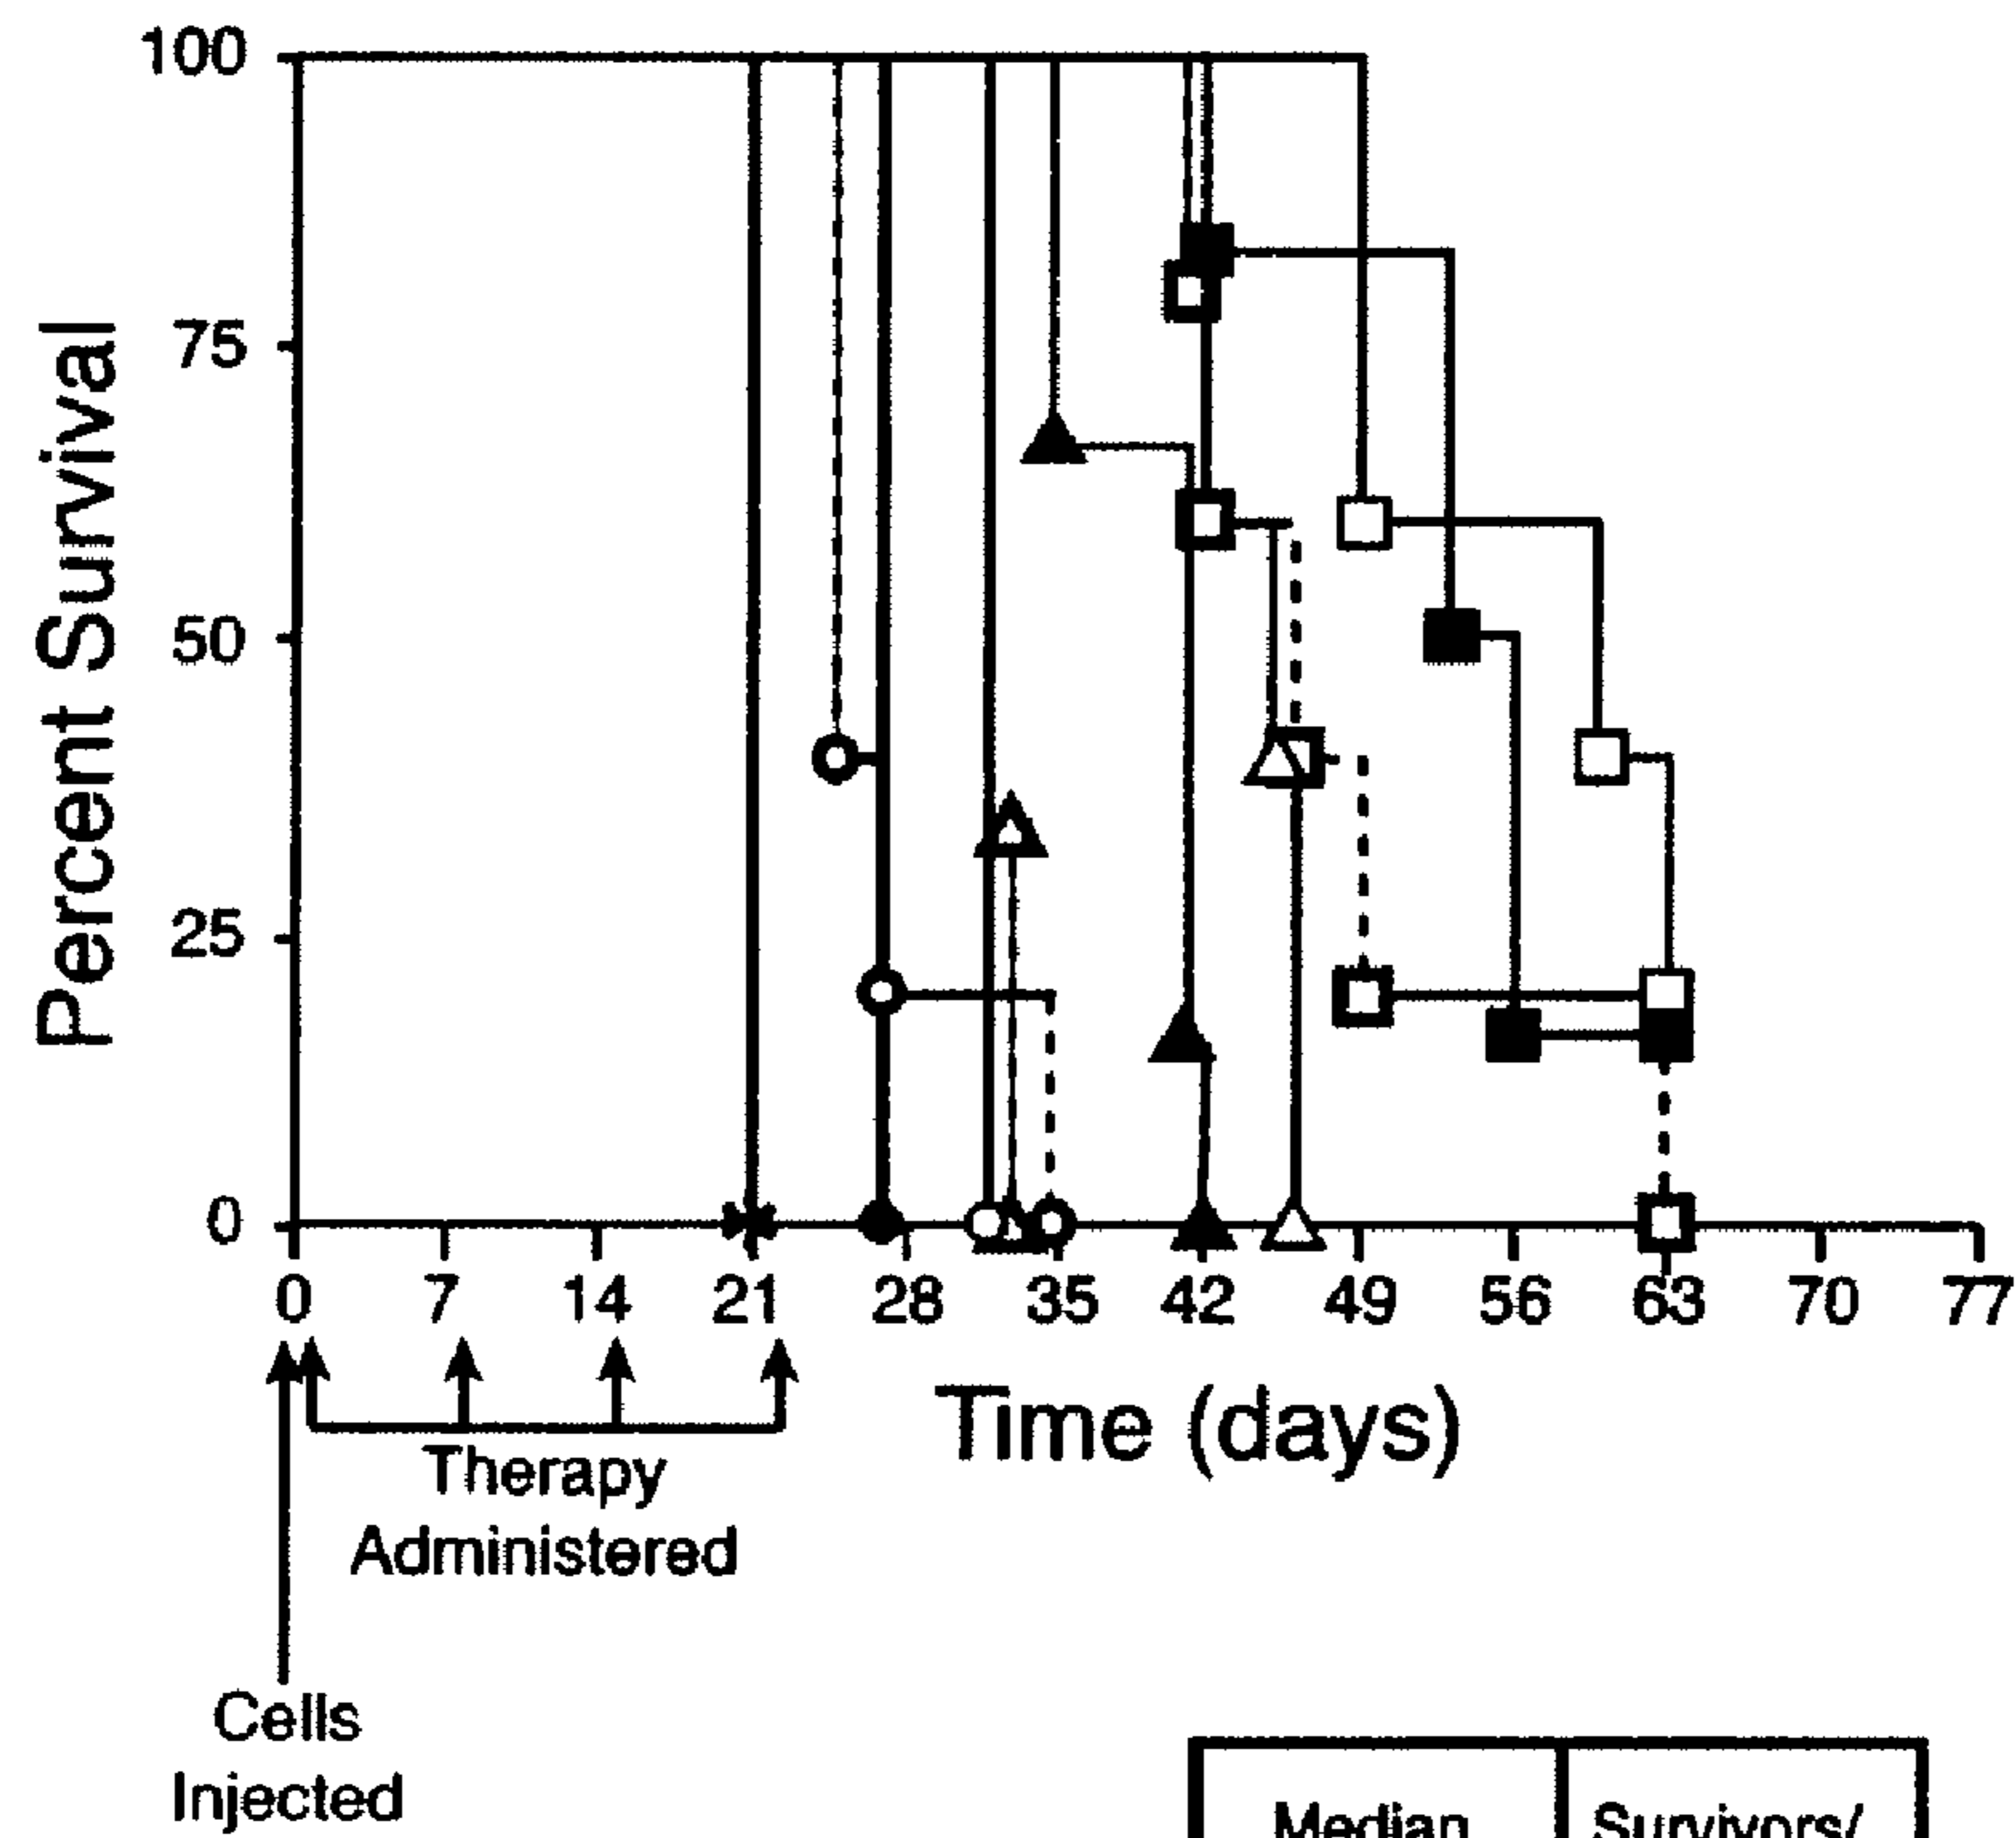 100
75
50
25
0
Percent Survival
0 7 14 21 28 35 42 49 56 63 70 77
Time (days)
Therapy
Administered
Cells
Injected
Median
Survivors/